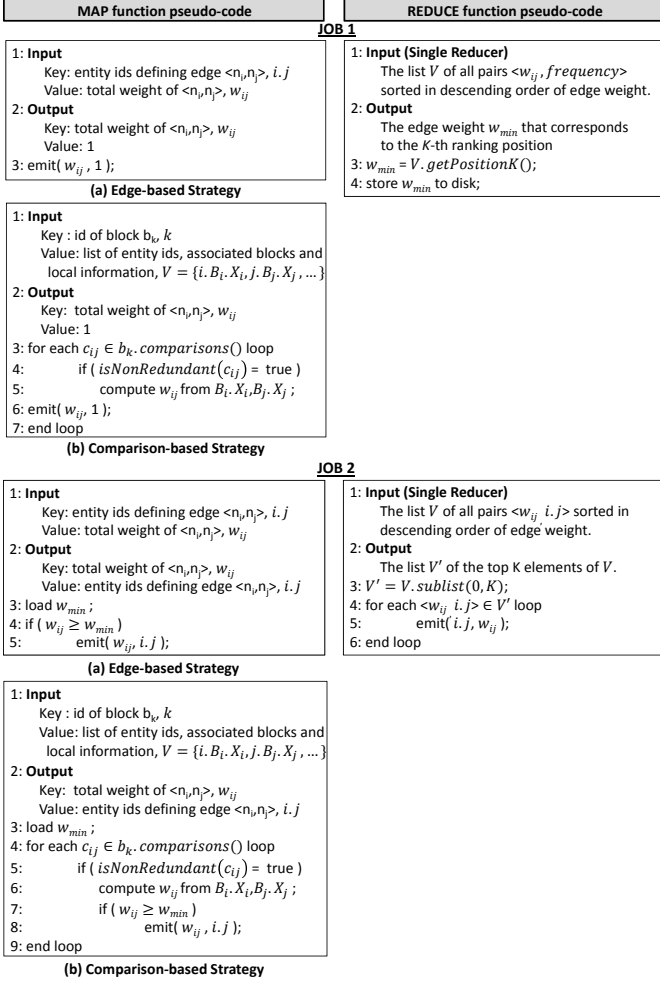 MAP function pseudo-code
REDUCE function pseudo-code
JOB 1
1: Input
Key: entity ids defining edge <nᵢ,nⱼ>, i.j
Value: total weight of <nᵢ,nⱼ>, wᵢⱼ
2: Output
Key: total weight of <nᵢ,nⱼ>, wᵢⱼ
Value: 1
3: emit( wᵢⱼ , 1 );
(a) Edge-based Strategy
1: Input (Single Reducer)
The list V of all pairs <wᵢⱼ, frequency>
sorted in descending order of edge weight.
2: Output
The edge weight w_min that corresponds
to the K-th ranking position
3: w_min = V.getPositionK();
4: store w_min to disk;
1: Input
Key : id of block bₖ, k
Value: list of entity ids, associated blocks and
local information, V = {i.Bᵢ.Xᵢ, j.Bⱼ.Xⱼ , … }
2: Output
Key: total weight of <nᵢ,nⱼ>, wᵢⱼ
Value: 1
3: for each cᵢⱼ ∈ bₖ.comparisons() loop
4: if ( isNonRedundant(cᵢⱼ) = true )
5: compute wᵢⱼ from Bᵢ.Xᵢ,Bⱼ.Xⱼ ;
6: emit( wᵢⱼ, 1 );
7: end loop
(b) Comparison-based Strategy
JOB 2
1: Input
Key: entity ids defining edge <nᵢ,nⱼ>, i.j
Value: total weight of <nᵢ,nⱼ>, wᵢⱼ
2: Output
Key: total weight of <nᵢ,nⱼ>, wᵢⱼ
Value: entity ids defining edge <nᵢ,nⱼ>, i.j
3: load w_min ;
4: if ( wᵢⱼ ≥ w_min )
5: emit( wᵢⱼ, i.j );
(a) Edge-based Strategy
1: Input (Single Reducer)
The list V of all pairs <wᵢⱼ, i.j> sorted in
descending order of edge weight.
2: Output
The list V′ of the top K elements of V.
3: V′ = V.sublist(0, K);
4: for each <wᵢⱼ, i.j> ∈ V′ loop
5: emit( i.j, wᵢⱼ );
6: end loop
1: Input
Key : id of block bₖ, k
Value: list of entity ids, associated blocks and
local information, V = {i.Bᵢ.Xᵢ, j.Bⱼ.Xⱼ , … }
2: Output
Key: total weight of <nᵢ,nⱼ>, wᵢⱼ
Value: entity ids defining edge <nᵢ,nⱼ>, i.j
3: load w_min ;
4: for each cᵢⱼ ∈ bₖ.comparisons() loop
5: if ( isNonRedundant(cᵢⱼ) = true )
6: compute wᵢⱼ from Bᵢ.Xᵢ,Bⱼ.Xⱼ ;
7: if ( wᵢⱼ ≥ w_min )
8: emit( wᵢⱼ , i.j );
9: end loop
(b) Comparison-based Strategy